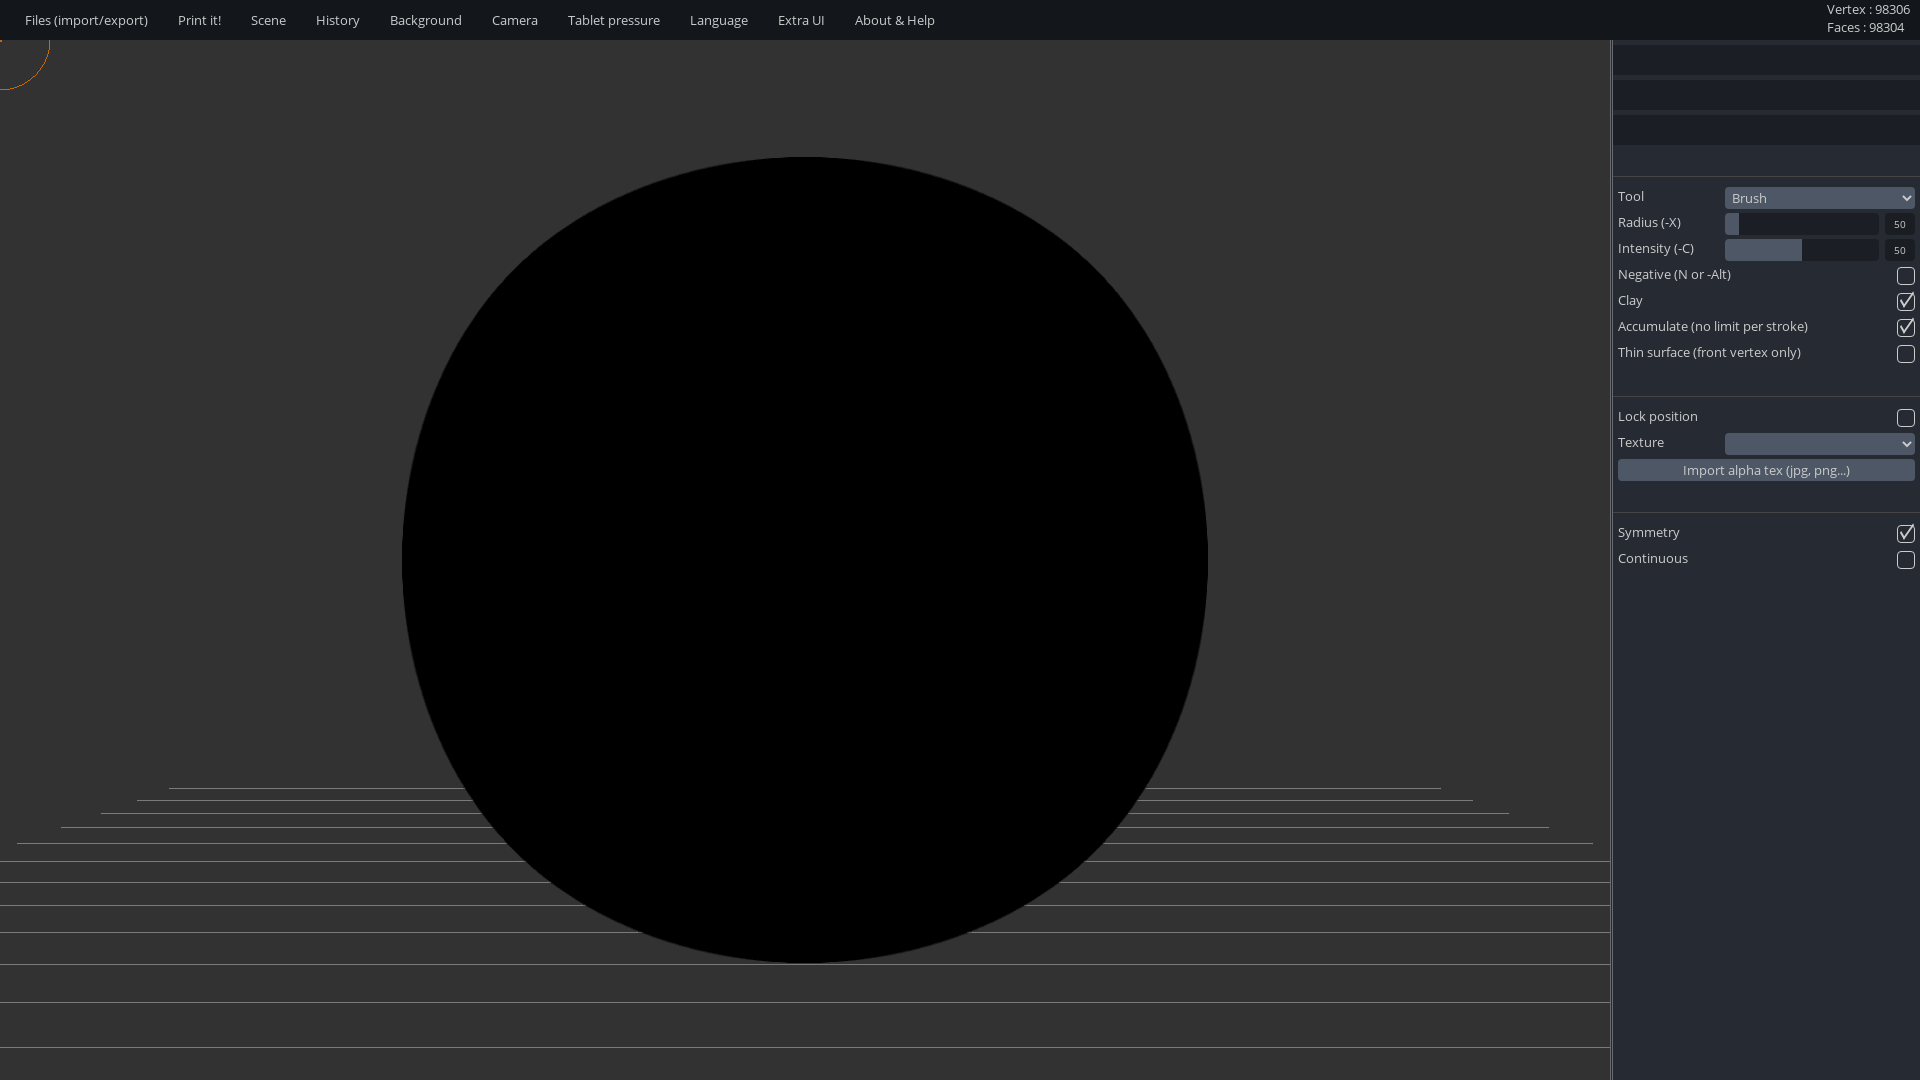 Files (import/export)
Print it!
Scene
History
Background
Camera
Tablet pressure
Language
Extra UI
About & Help
Vertex : 98306
Faces : 98304
Tool
Brush
Radius (-X)
50
Intensity (-C)
50
Negative (N or -Alt)
Clay
Accumulate (no limit per stroke)
Thin surface (front vertex only)
Lock position
Texture
Import alpha tex (jpg, png...)
Symmetry
Continuous